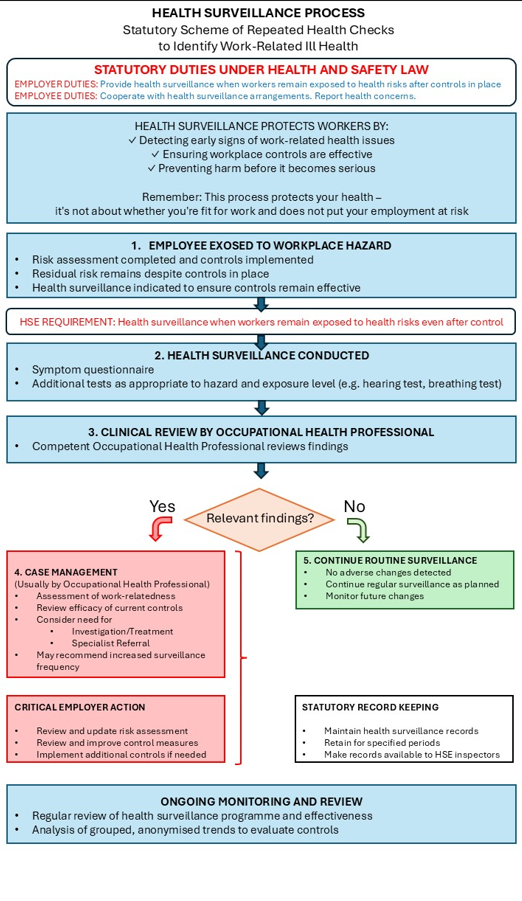 HEALTH SURVEILLANCE PROCESS
Statutory Scheme of Repeated Health Checks
to Identify Work-Related Ill Health
STATUTORY DUTIES UNDER HEALTH AND SAFETY LAW
EMPLOYER DUTIES: Provide health surveillance when workers remain exposed to health risks after controls in place
EMPLOYEE DUTIES: Cooperate with health surveillance arrangements. Report health concerns.
HEALTH SURVEILLANCE PROTECTS WORKERS BY:
✓ Detecting early signs of work-related health issues
✓ Ensuring workplace controls are effective
✓ Preventing harm before it becomes serious
Remember: This process protects your health –
it's not about whether you're fit for work and does not put your employment at risk
1. EMPLOYEE EXOSED TO WORKPLACE HAZARD
• Risk assessment completed and controls implemented
• Residual risk remains despite controls in place
• Health surveillance indicated to ensure controls remain effective
HSE REQUIREMENT: Health surveillance when workers remain exposed to health risks even after control
2. HEALTH SURVEILLANCE CONDUCTED
• Symptom questionnaire
• Additional tests as appropriate to hazard and exposure level (e.g. hearing test, breathing test)
3. CLINICAL REVIEW BY OCCUPATIONAL HEALTH PROFESSIONAL
• Competent Occupational Health Professional reviews findings
Yes
Relevant findings?
No
4. CASE MANAGEMENT
(Usually by Occupational Health Professional)
• Assessment of work-relatedness
• Review efficacy of current controls
• Consider need for
• Investigation/Treatment
• Specialist Referral
• May recommend increased surveillance
frequency
5. CONTINUE ROUTINE SURVEILLANCE
• No adverse changes detected
• Continue regular surveillance as planned
• Monitor future changes
CRITICAL EMPLOYER ACTION
• Review and update risk assessment
• Review and improve control measures
• Implement additional controls if needed
STATUTORY RECORD KEEPING
• Maintain health surveillance records
• Retain for specified periods
• Make records available to HSE inspectors
ONGOING MONITORING AND REVIEW
• Regular review of health surveillance programme and effectiveness
• Analysis of grouped, anonymised trends to evaluate controls